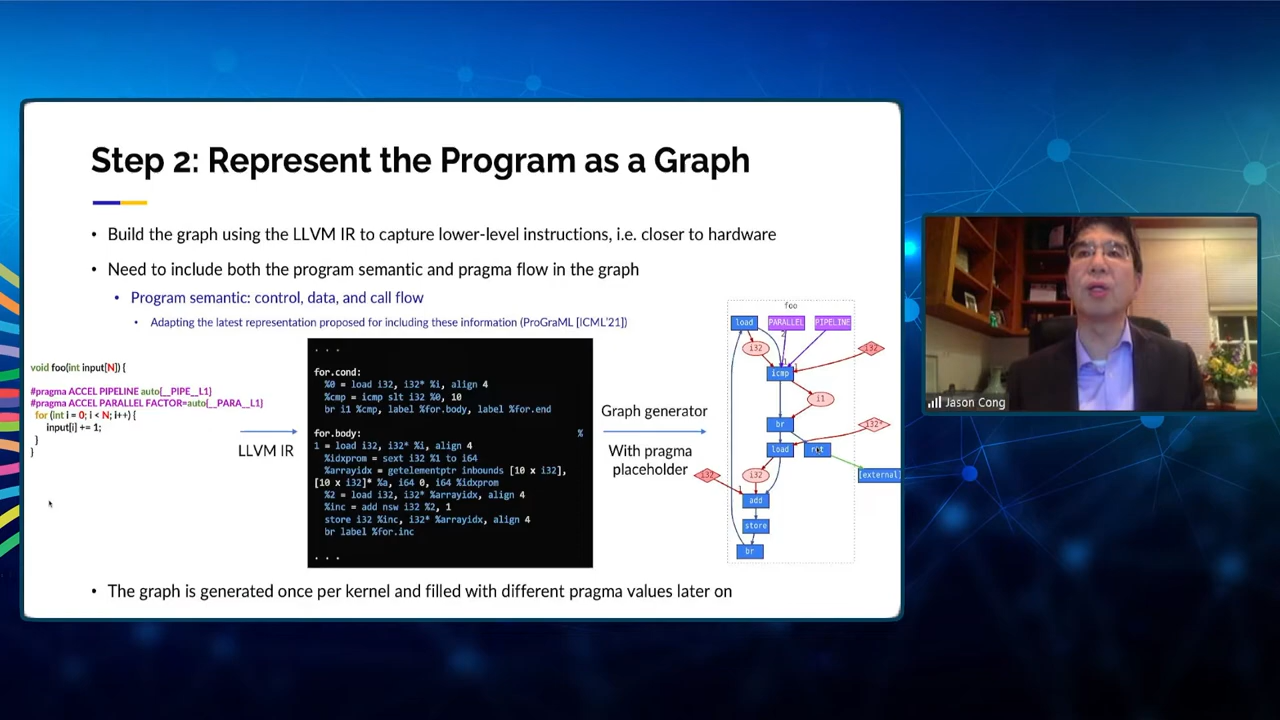 Step 2: Represent the Program as a Graph
• Build the graph using the LLVM IR to capture lower-level instructions, i.e. closer to hardware
• Need to include both the program semantic and pragma flow in the graph
• Program semantic: control, data, and call flow
• Adapting the latest representation proposed for including these information (ProGraML [ICML'21])
void foo(int input[N]) {
#pragma ACCEL PIPELINE auto{__PIPE__L1}
#pragma ACCEL PARALLEL FACTOR=auto{__PARA__L1}
for (int i = 0; i < N; i++) {
input[i] += 1;
}
}
LLVM IR
. . .
for.cond:
%0 = load i32, i32* %i, align 4
%cmp = icmp slt i32 %0, 10
br i1 %cmp, label %for.body, label %for.end
for.body: %
1 = load i32, i32* %i, align 4
%idxprom = sext i32 %1 to i64
%arrayidx = getelementptr inbounds [10 x i32],
[10 x i32]* %a, i64 0, i64 %idxprom
%2 = load i32, i32* %arrayidx, align 4
%inc = add nsw i32 %2, 1
store i32 %inc, i32* %arrayidx, align 4
br label %for.inc
. . .
Graph generator
With pragma
placeholder
foo
load PARALLEL PIPELINE
i32 i32
icmp
i1
br i32*
load ret
i32 i32 [external]
add
store
br
• The graph is generated once per kernel and filled with different pragma values later on
Jason Cong